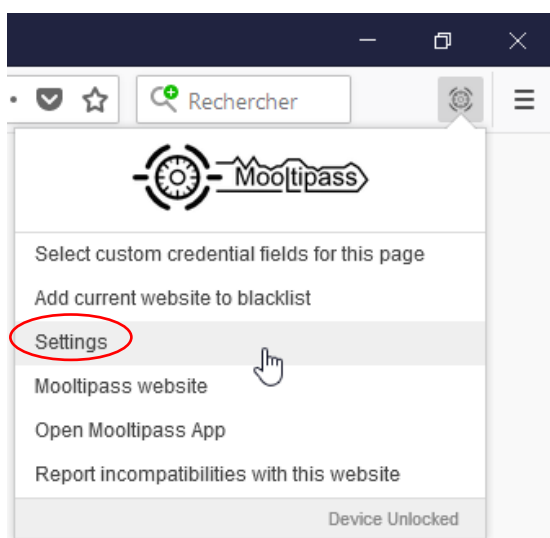 Rechercher
Mooltipass
Select custom credential fields for this page
Add current website to blacklist
Settings
Mooltipass website
Open Mooltipass App
Report incompatibilities with this website
Device Unlocked